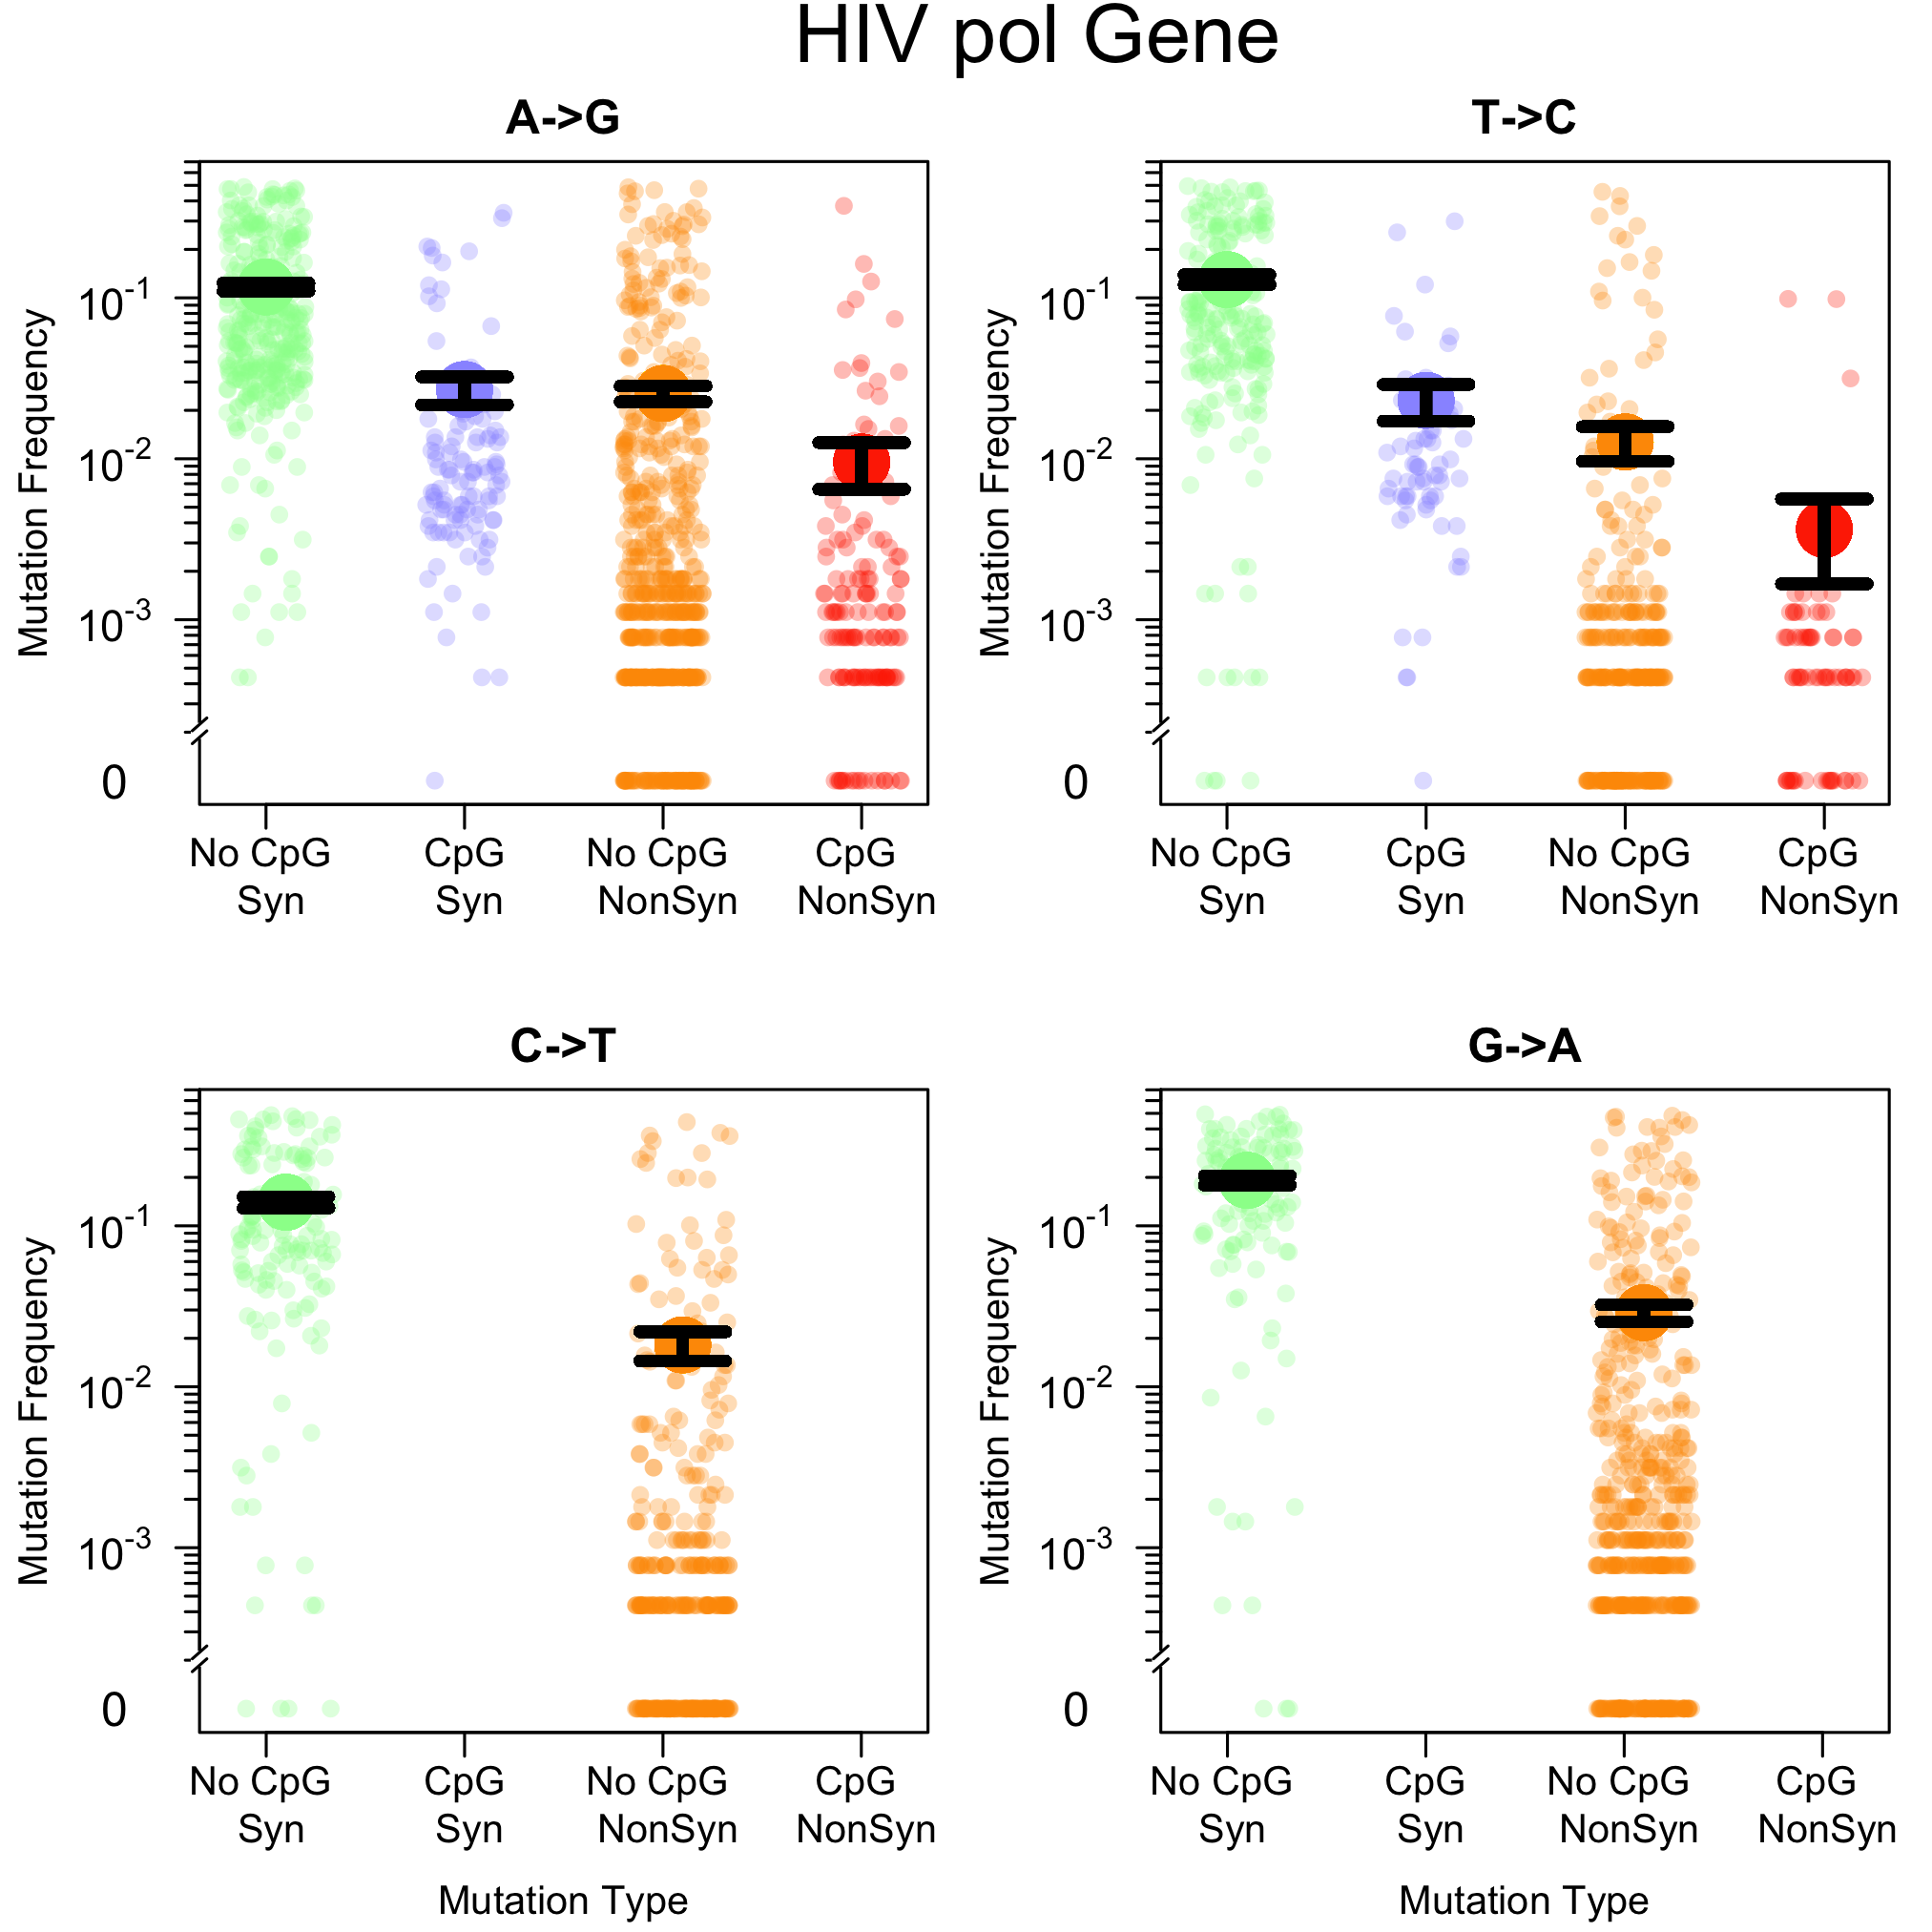 HIV pol Gene
A->G
Mutation Frequency
10-1
10-2
10-3
0
No CpG Syn
CpG Syn
No CpG NonSyn
CpG NonSyn
T->C
Mutation Frequency
10-1
10-2
10-3
0
No CpG Syn
CpG Syn
No CpG NonSyn
CpG NonSyn
C->T
Mutation Frequency
10-1
10-2
10-3
0
No CpG Syn
CpG Syn
No CpG NonSyn
CpG NonSyn
Mutation Type
G->A
Mutation Frequency
10-1
10-2
10-3
0
No CpG Syn
CpG Syn
No CpG NonSyn
CpG NonSyn
Mutation Type